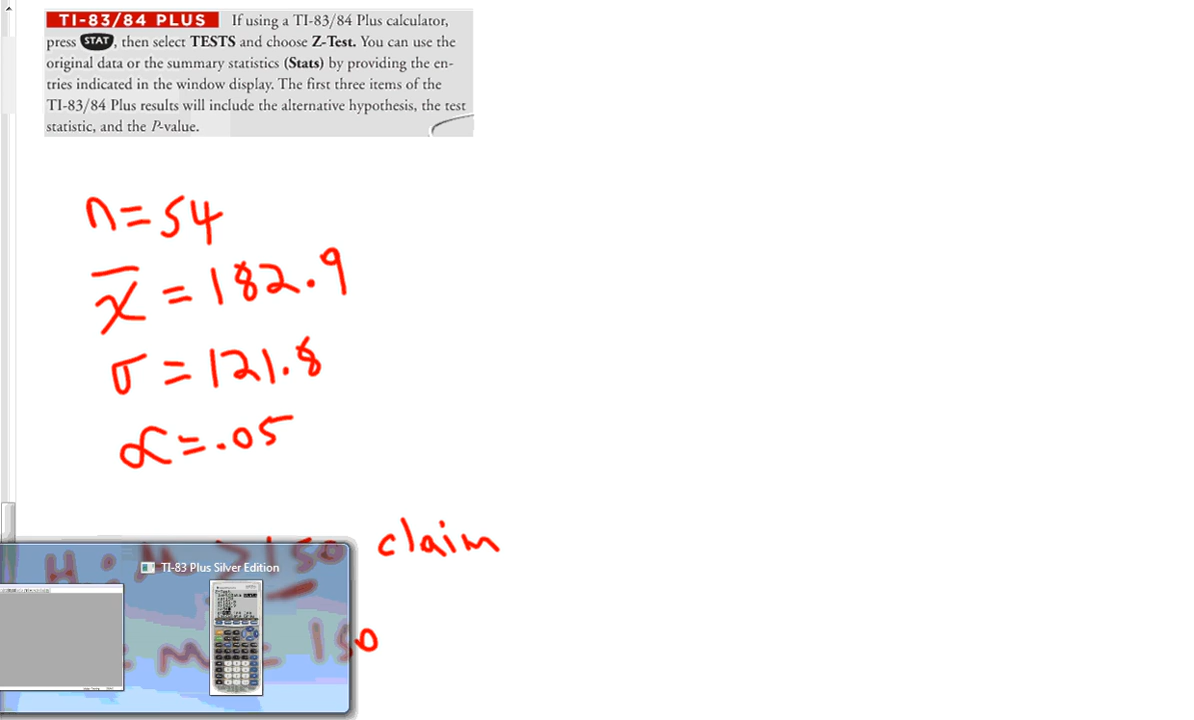 TI-83/84 PLUS If using a TI-83/84 Plus calculator,
press STAT, then select TESTS and choose Z-Test. You can use the
original data or the summary statistics (Stats) by providing the en-
tries indicated in the window display. The first three items of the
TI-83/84 Plus results will include the alternative hypothesis, the test
statistic, and the P-value.
n = 54
x̄ = 182.9
σ = 121.8
α = .05
H : M > 150 claim
TI-83 Plus Silver Edition
M = 150